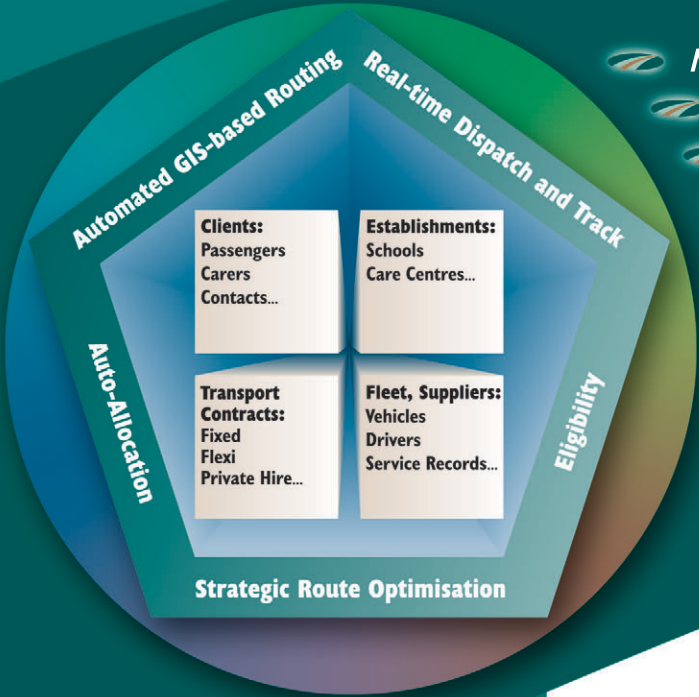 Automated GIS-based Routing
Real-time Dispatch and Track
Clients:
Passengers
Carers
Contacts...
Establishments:
Schools
Care Centres...
Auto-Allocation
Eligibility
Transport
Contracts:
Fixed
Flexi
Private Hire...
Fleet, Suppliers:
Vehicles
Drivers
Service Records...
Strategic Route Optimisation